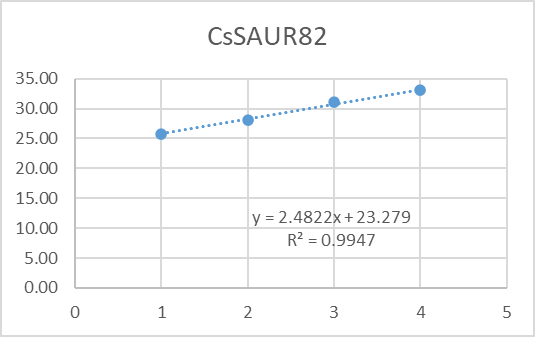 CsSAUR82
35.00
30.00
25.00
20.00
15.00
10.00
5.00
0.00
y = 2.4822x + 23.279
R² = 0.9947
0 1 2 3 4 5